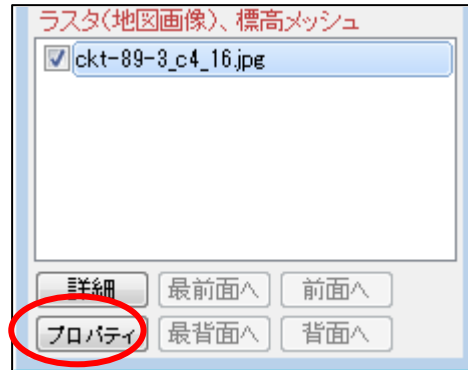 ラスタ(地図画像)、標高メッシュ
ckt-89-3_c4_16.jpg
詳細 最前面へ 前面へ
プロパティ 最背面へ 背面へ